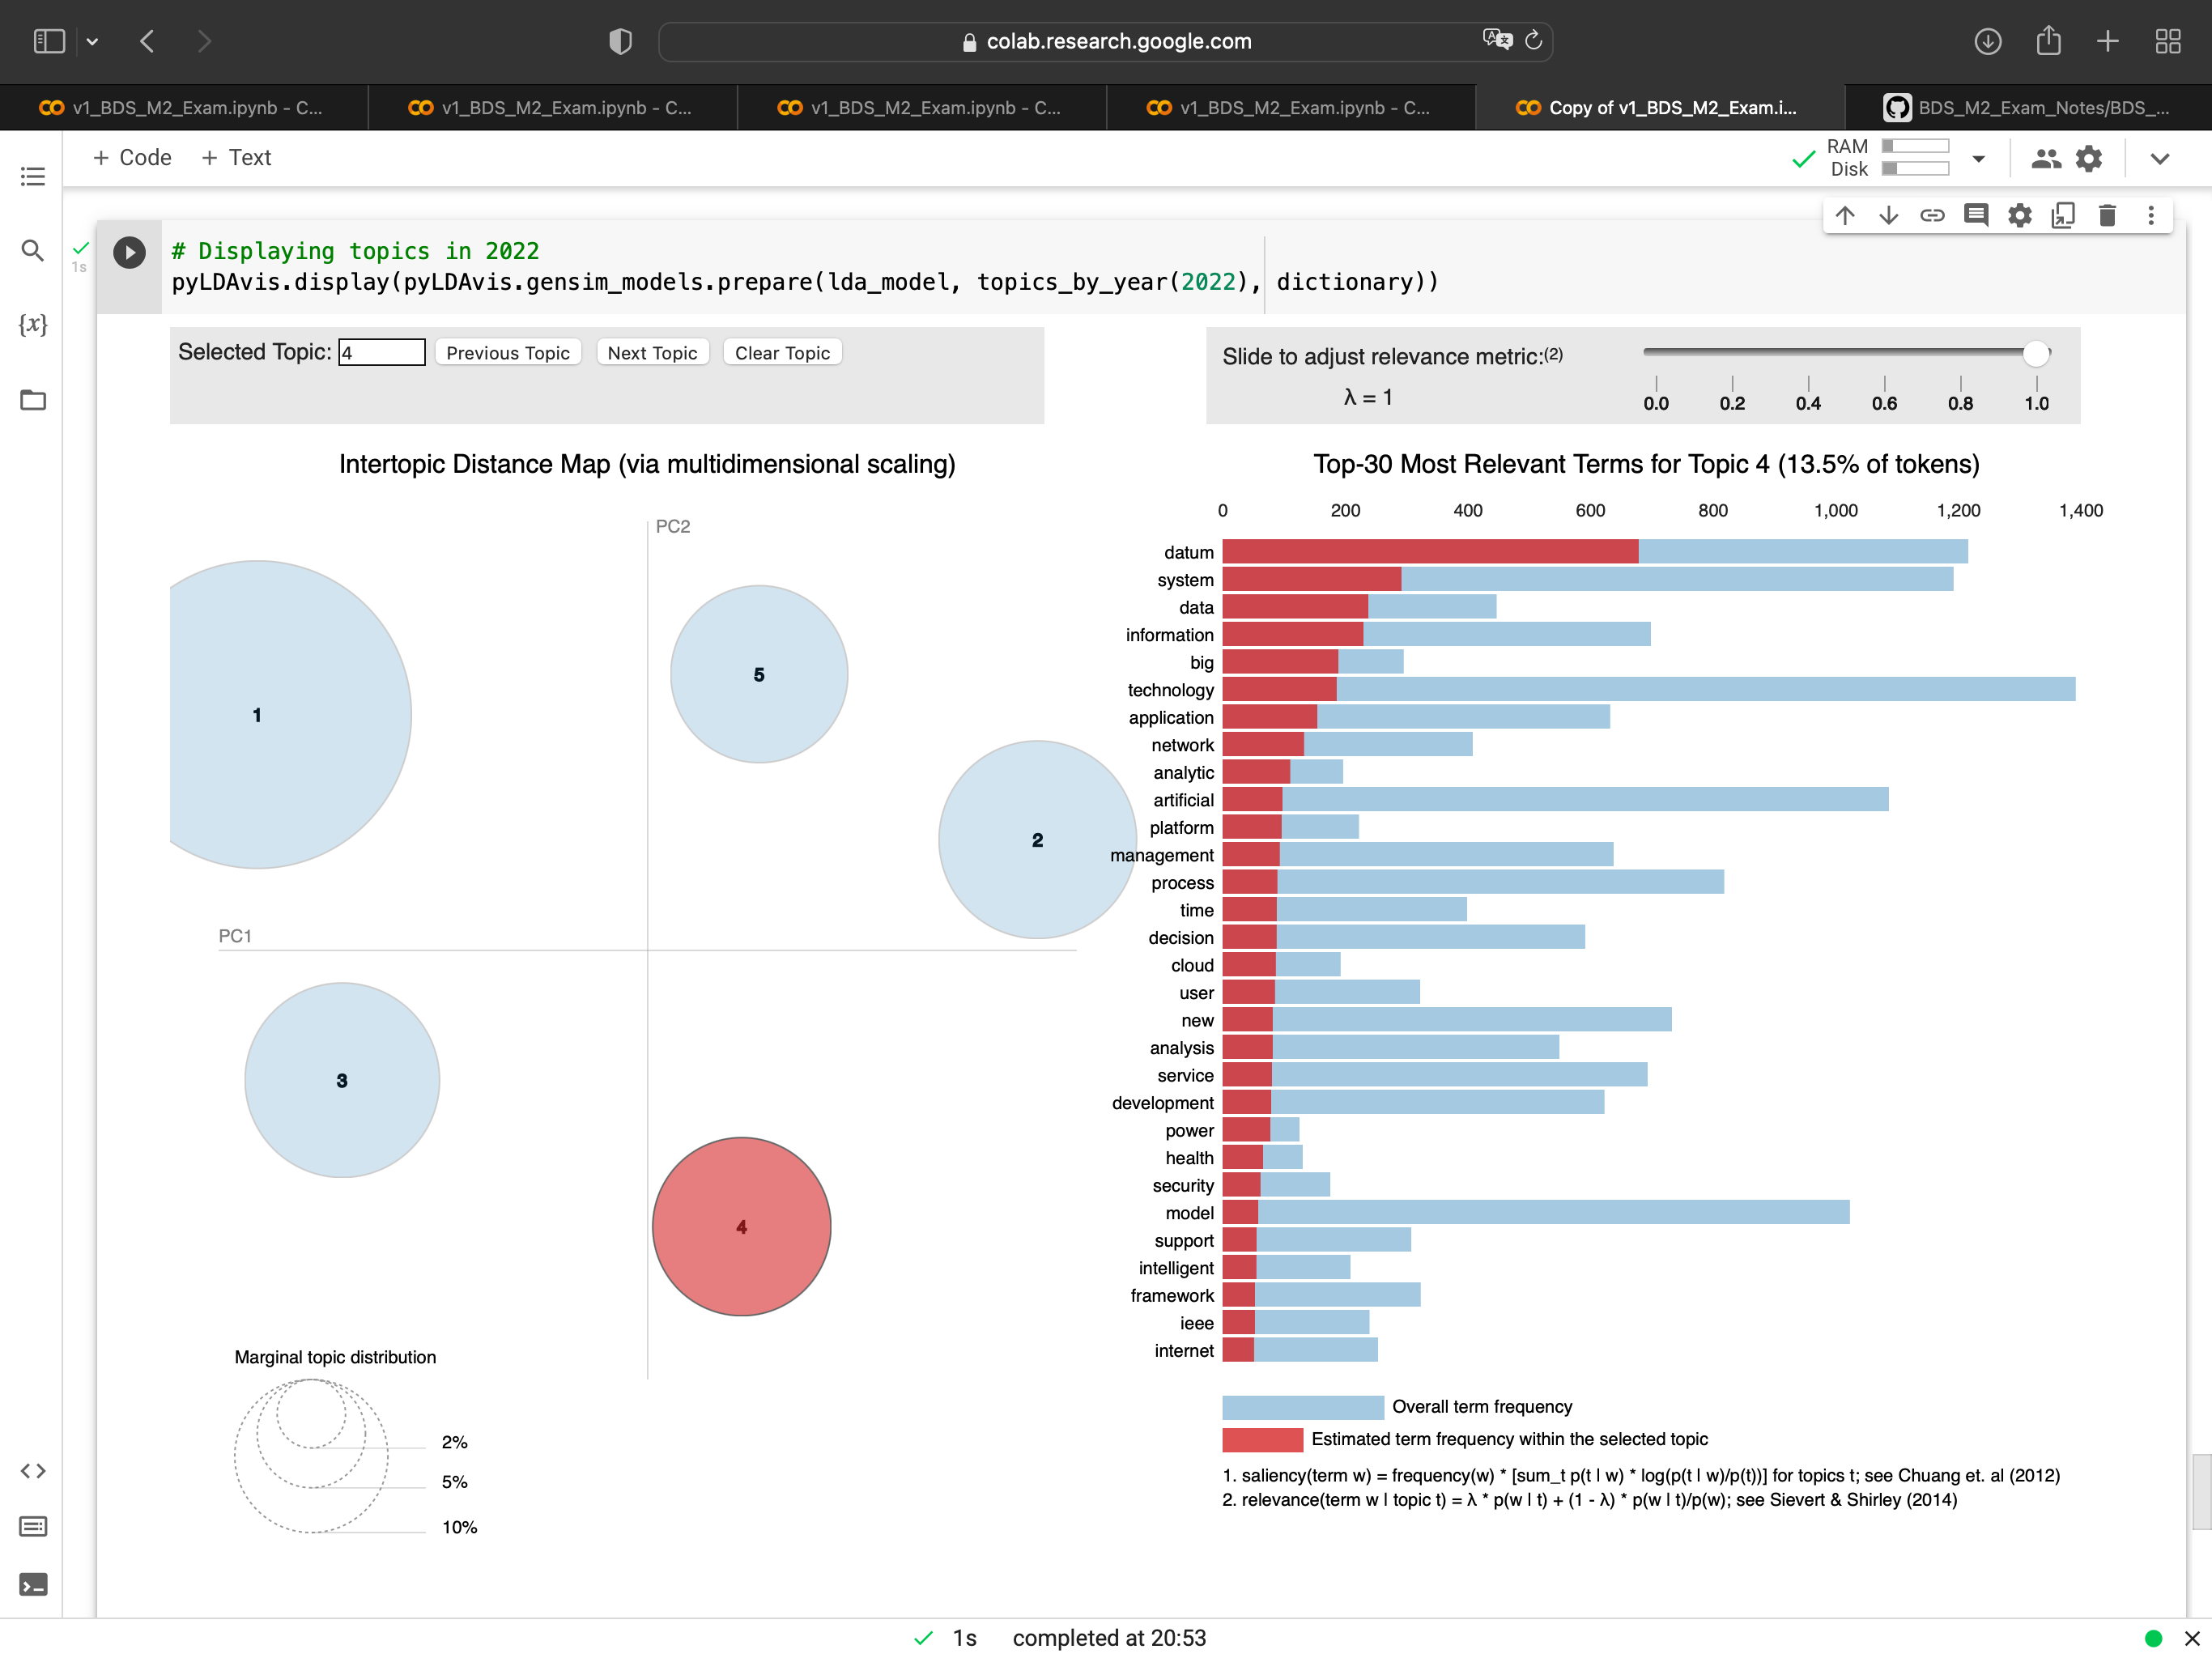 colab.research.google.com
v1_BDS_M2_Exam.ipynb - C...
v1_BDS_M2_Exam.ipynb - C...
v1_BDS_M2_Exam.ipynb - C...
v1_BDS_M2_Exam.ipynb - C...
Copy of v1_BDS_M2_Exam.i...
BDS_M2_Exam_Notes/BDS_...
+ Code + Text
RAM
Disk
1s
# Displaying topics in 2022
pyLDAvis.display(pyLDAvis.gensim_models.prepare(lda_model, topics_by_year(2022), dictionary))
{x}
Selected Topic: 4 Previous Topic Next Topic Clear Topic
Slide to adjust relevance metric:(2)
λ = 1
0.0 0.2 0.4 0.6 0.8 1.0
Intertopic Distance Map (via multidimensional scaling)
PC2
PC1
1
5
2
3
4
Marginal topic distribution
2%
5%
10%
Top-30 Most Relevant Terms for Topic 4 (13.5% of tokens)
0 200 400 600 800 1,000 1,200 1,400
datum
system
data
information
big
technology
application
network
analytic
artificial
platform
management
process
time
decision
cloud
user
new
analysis
service
development
power
health
security
model
support
intelligent
framework
ieee
internet
Overall term frequency
Estimated term frequency within the selected topic
1. saliency(term w) = frequency(w) * [sum_t p(t | w) * log(p(t | w)/p(t))] for topics t; see Chuang et. al (2012)
2. relevance(term w | topic t) = λ * p(w | t) + (1 - λ) * p(w | t)/p(w); see Sievert & Shirley (2014)
1s completed at 20:53